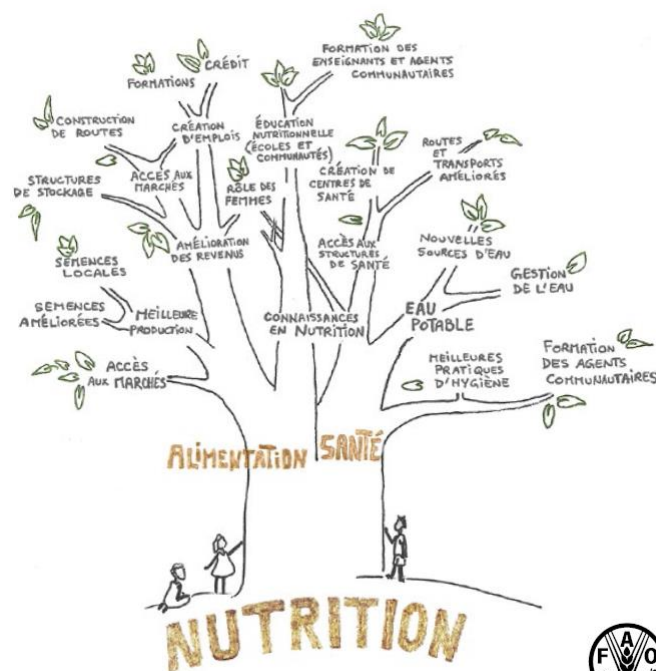 FORMATION DES
ENSEIGNANTS ET AGENTS
COMMUNAUTAIRES
CRÉDIT
FORMATIONS
CONSTRUCTION
DE ROUTES
CRÉATION
D'EMPLOIS
ÉDUCATION
NUTRITIONNELLE
(ÉCOLES ET
COMMUNAUTÉS)
ROUTES
ET
TRANSPORTS
AMÉLIORÉS
STRUCTURES
DE STOCKAGE
ACCÈS AUX
MARCHÉS
RÔLE DES
FEMMES
CRÉATION DE
CENTRES DE
SANTÉ
SEMENCES
LOCALES
AMÉLIORATION
DES REVENUS
ACCÈS AUX
STRUCTURES
DE SANTÉ
NOUVELLES
SOURCES D'EAU
GESTION
DE L'EAU
SEMENCES
AMÉLIORÉES
MEILLEURE
PRODUCTION
CONNAISSANCES
EN NUTRITION
EAU
POTABLE
ACCÈS
AUX MARCHÉS
MEILLEURES
PRATIQUES
D'HYGIÈNE
FORMATION
DES AGENTS
COMMUNAUTAIRES
ALIMENTATION
SANTÉ
NUTRITION
FAO